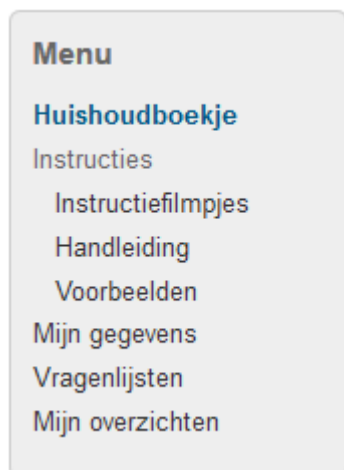 Menu
Huishoudboekje
Instructies
Instructiefilmpjes
Handleiding
Voorbeelden
Mijn gegevens
Vragenlijsten
Mijn overzichten